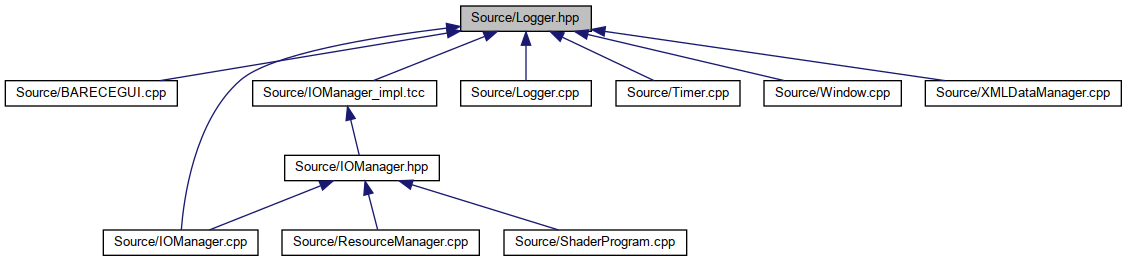 Source/Logger.hpp
Source/BARECEGUI.cpp
Source/IOManager_impl.tcc
Source/Logger.cpp
Source/Timer.cpp
Source/Window.cpp
Source/XMLDataManager.cpp
Source/IOManager.hpp
Source/IOManager.cpp
Source/ResourceManager.cpp
Source/ShaderProgram.cpp